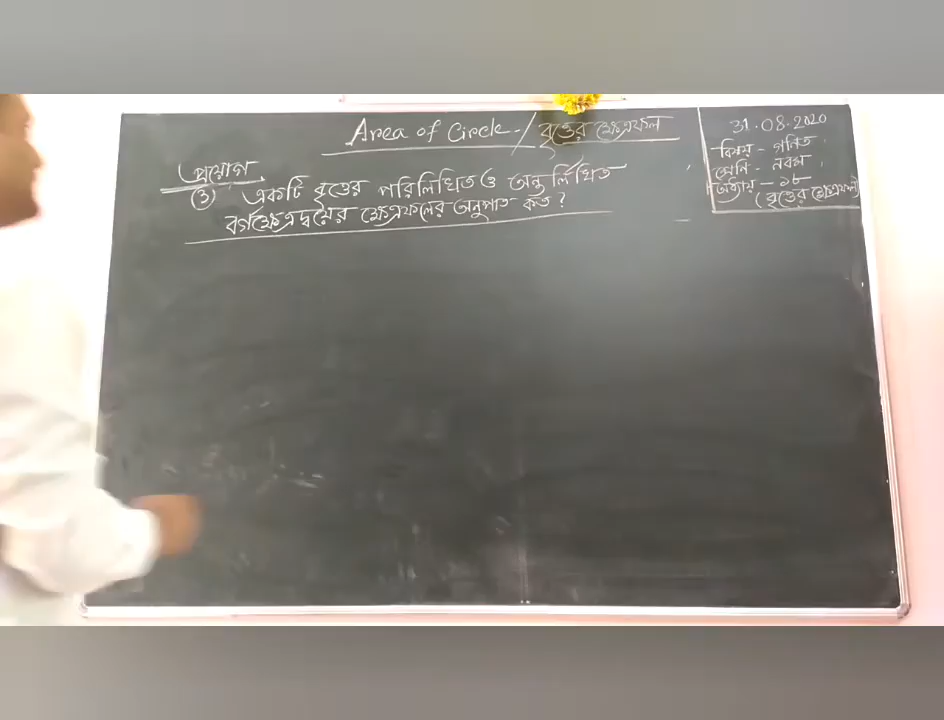 Area of Circle / বৃত্তের ক্ষেত্রফল
31.08.2020
বিষয় - গনিত
শ্রেনি - নবম
অধ্যায় - ১৮
(বৃত্তের ক্ষেত্রফল)
প্রয়োগ
(3) একটি বৃত্তের পরিলিখিত ও অন্তর্লিখিত
বর্গক্ষেত্রদ্বয়ের ক্ষেত্রফলের অনুপাত কত?